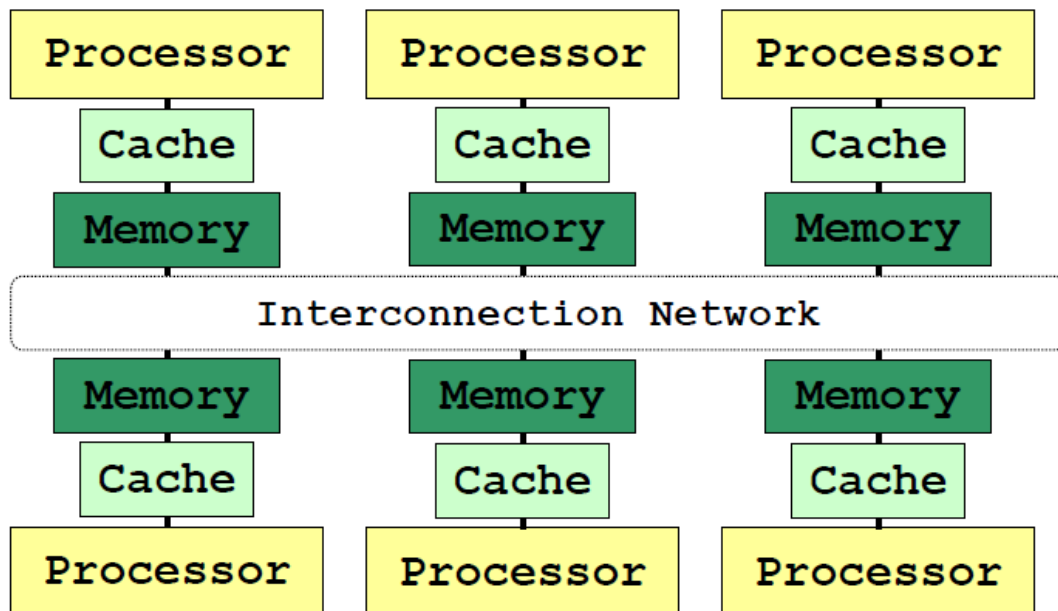 Processor Processor Processor
Cache Cache Cache
Memory Memory Memory
Interconnection Network
Memory Memory Memory
Cache Cache Cache
Processor Processor Processor